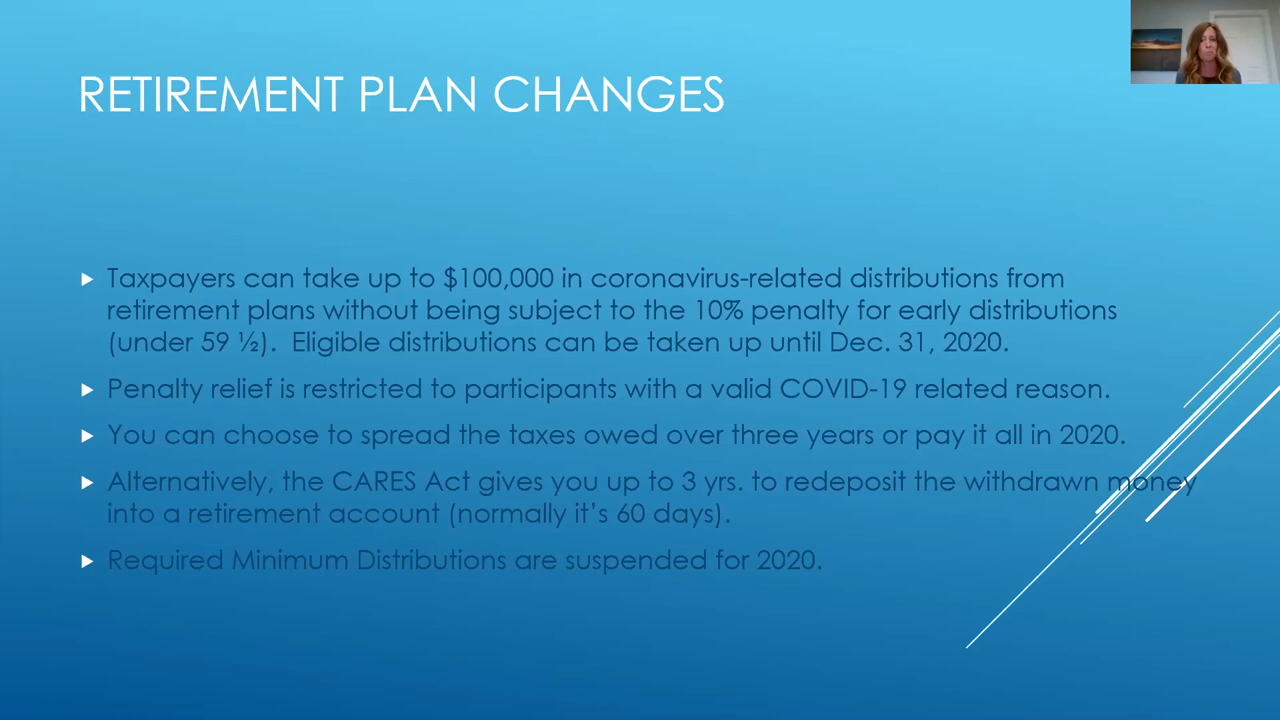 RETIREMENT PLAN CHANGES
Taxpayers can take up to $100,000 in coronavirus-related distributions from
retirement plans without being subject to the 10% penalty for early distributions
(under 59 ½).  Eligible distributions can be taken up until Dec. 31, 2020.
Penalty relief is restricted to participants with a valid COVID-19 related reason.
You can choose to spread the taxes owed over three years or pay it all in 2020.
Alternatively, the CARES Act gives you up to 3 yrs. to redeposit the withdrawn money
into a retirement account (normally it's 60 days).
Required Minimum Distributions are suspended for 2020.